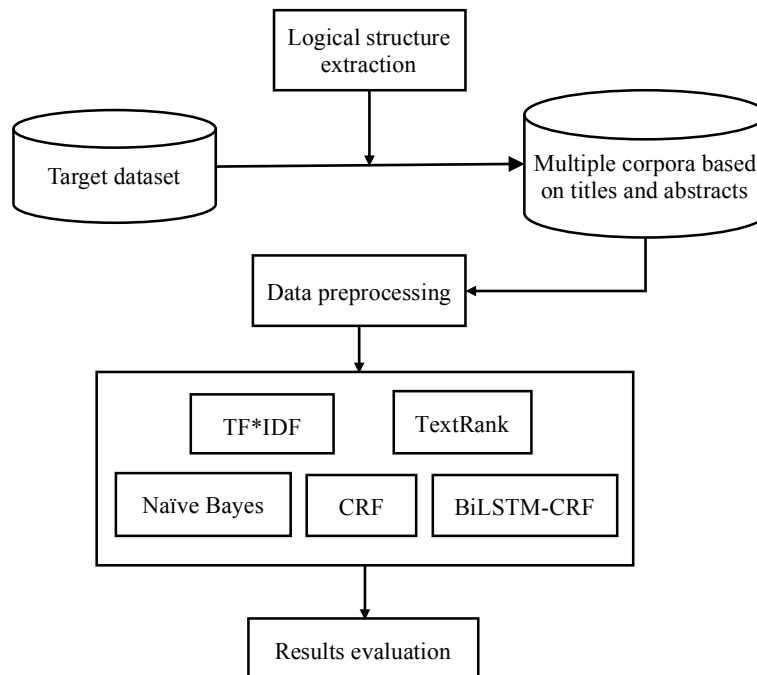 Logical structure
extraction
Target dataset
Multiple corpora based
on titles and abstracts
Data preprocessing
TF*IDF
TextRank
Naïve Bayes
CRF
BiLSTM-CRF
Results evaluation